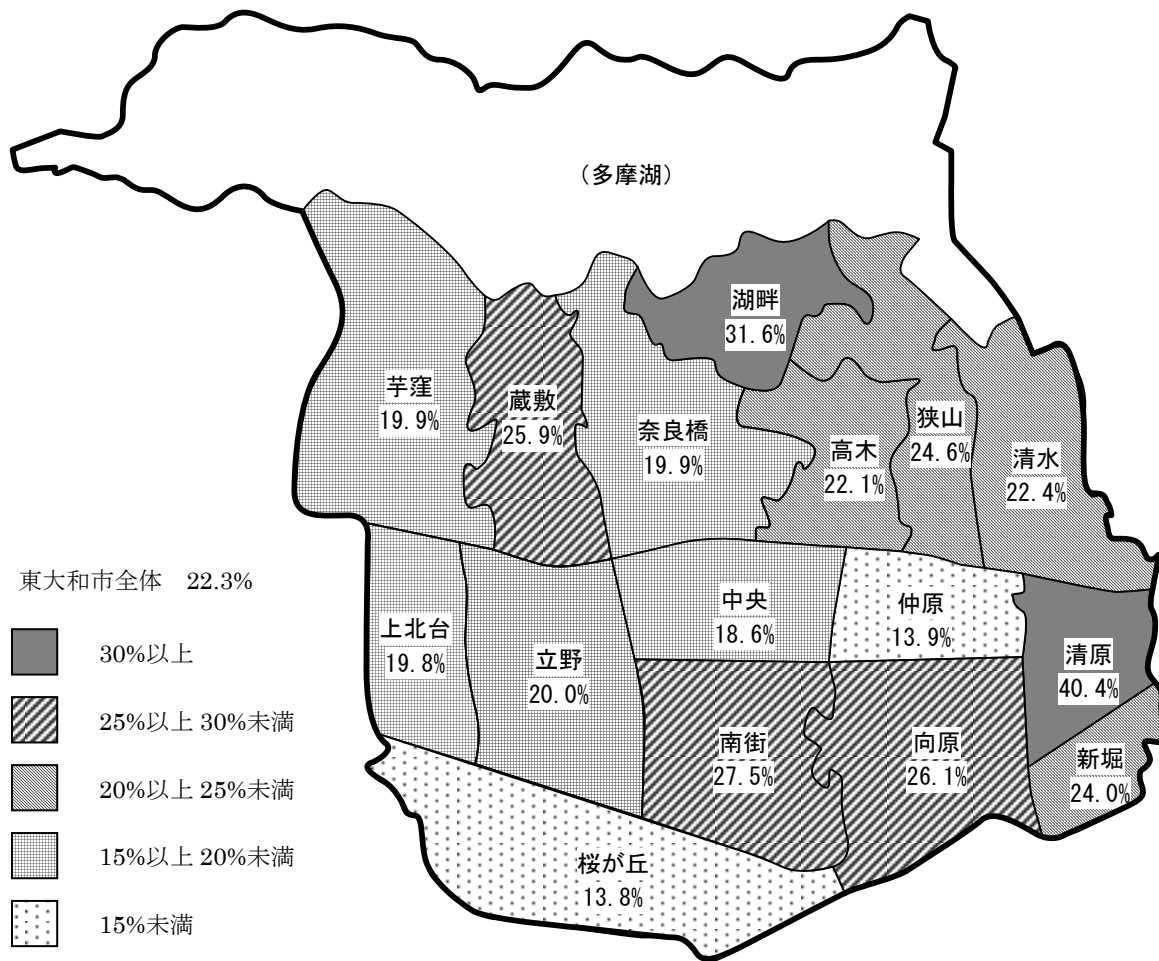 （多摩湖）
湖畔
31.6%
芋窪
19.9%
蔵敷
25.9%
奈良橋
19.9%
高木
22.1%
狭山
24.6%
清水
22.4%
上北台
19.8%
立野
20.0%
中央
18.6%
仲原
13.9%
清原
40.4%
南街
27.5%
向原
26.1%
新堀
24.0%
桜が丘
13.8%
東大和市全体 22.3%
30%以上
25%以上 30%未満
20%以上 25%未満
15%以上 20%未満
15%未満